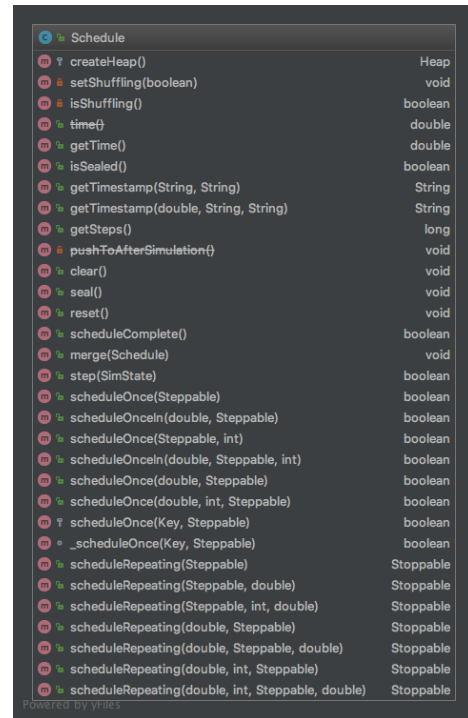 Schedule
createHeap() Heap
setShuffling(boolean) void
isShuffling() boolean
time() double
getTime() double
isSealed() boolean
getTimestamp(String, String) String
getTimestamp(double, String, String) String
getSteps() long
pushToAfterSimulation() void
clear() void
seal() void
reset() void
scheduleComplete() boolean
merge(Schedule) void
step(SimState) boolean
scheduleOnce(Steppable) boolean
scheduleOnceIn(double, Steppable) boolean
scheduleOnce(Steppable, int) boolean
scheduleOnceIn(double, Steppable, int) boolean
scheduleOnce(double, Steppable) boolean
scheduleOnce(double, int, Steppable) boolean
scheduleOnce(Key, Steppable) boolean
_scheduleOnce(Key, Steppable) boolean
scheduleRepeating(Steppable) Stoppable
scheduleRepeating(Steppable, double) Stoppable
scheduleRepeating(Steppable, int, double) Stoppable
scheduleRepeating(double, Steppable) Stoppable
scheduleRepeating(double, Steppable, double) Stoppable
scheduleRepeating(double, int, Steppable) Stoppable
scheduleRepeating(double, int, Steppable, double) Stoppable
Powered by yFiles